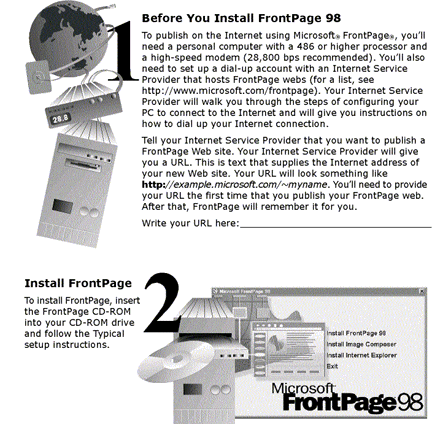 Before You Install FrontPage 98
1
To publish on the Internet using Microsoft® FrontPage®, you'll
need a personal computer with a 486 or higher processor and
a high-speed modem (28,800 bps recommended). You'll also
need to set up a dial-up account with an Internet Service
Provider that hosts FrontPage webs (for a list, see
http://www.microsoft.com/frontpage). Your Internet Service
Provider will walk you through the steps of configuring your
PC to connect to the Internet and will give you instructions on
how to dial up your Internet connection.
28.8
Tell your Internet Service Provider that you want to publish a
FrontPage Web site. Your Internet Service Provider will give
you a URL. This is text that supplies the Internet address of
your new Web site. Your URL will look something like
http://example.microsoft.com/~myname. You'll need to provide
your URL the first time that you publish your FrontPage web.
After that, FrontPage will remember it for you.
Write your URL here:
Install FrontPage
2
To install FrontPage, insert
the FrontPage CD-ROM
into your CD-ROM drive
and follow the Typical
setup instructions.
Microsoft FrontPage 98
Install FrontPage 98
Install Image Composer
Install Internet Explorer
Exit
Microsoft
FrontPage 98